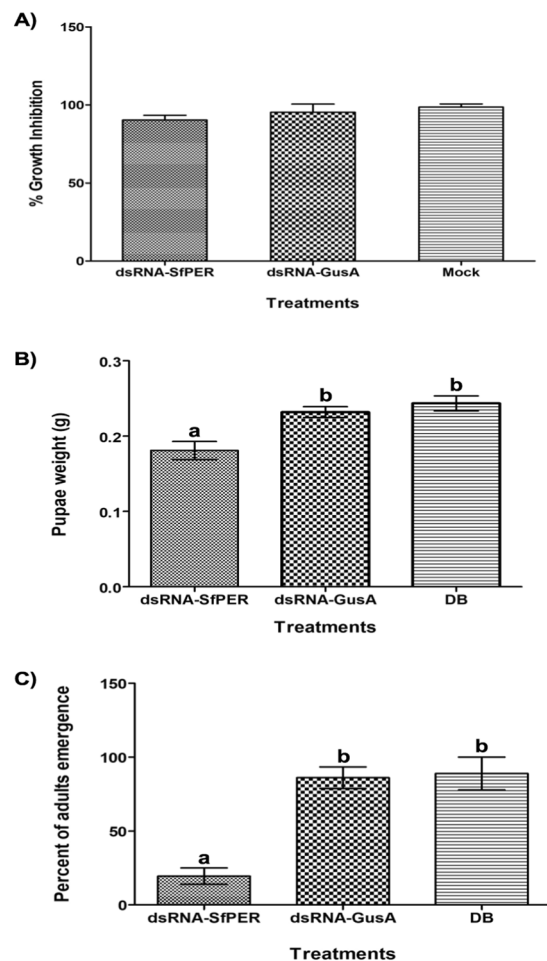 A)
% Growth Inhibition
150
100
50
0
dsRNA-SfPER dsRNA-GusA Mock
Treatments
B)
Pupae weight (g)
0.3
0.2
0.1
0.0
a
b
b
dsRNA-SfPER dsRNA-GusA DB
Treatments
C)
Percent of adults emergence
150
100
50
0
a
b
b
dsRNA-SfPER dsRNA-GusA DB
Treatments